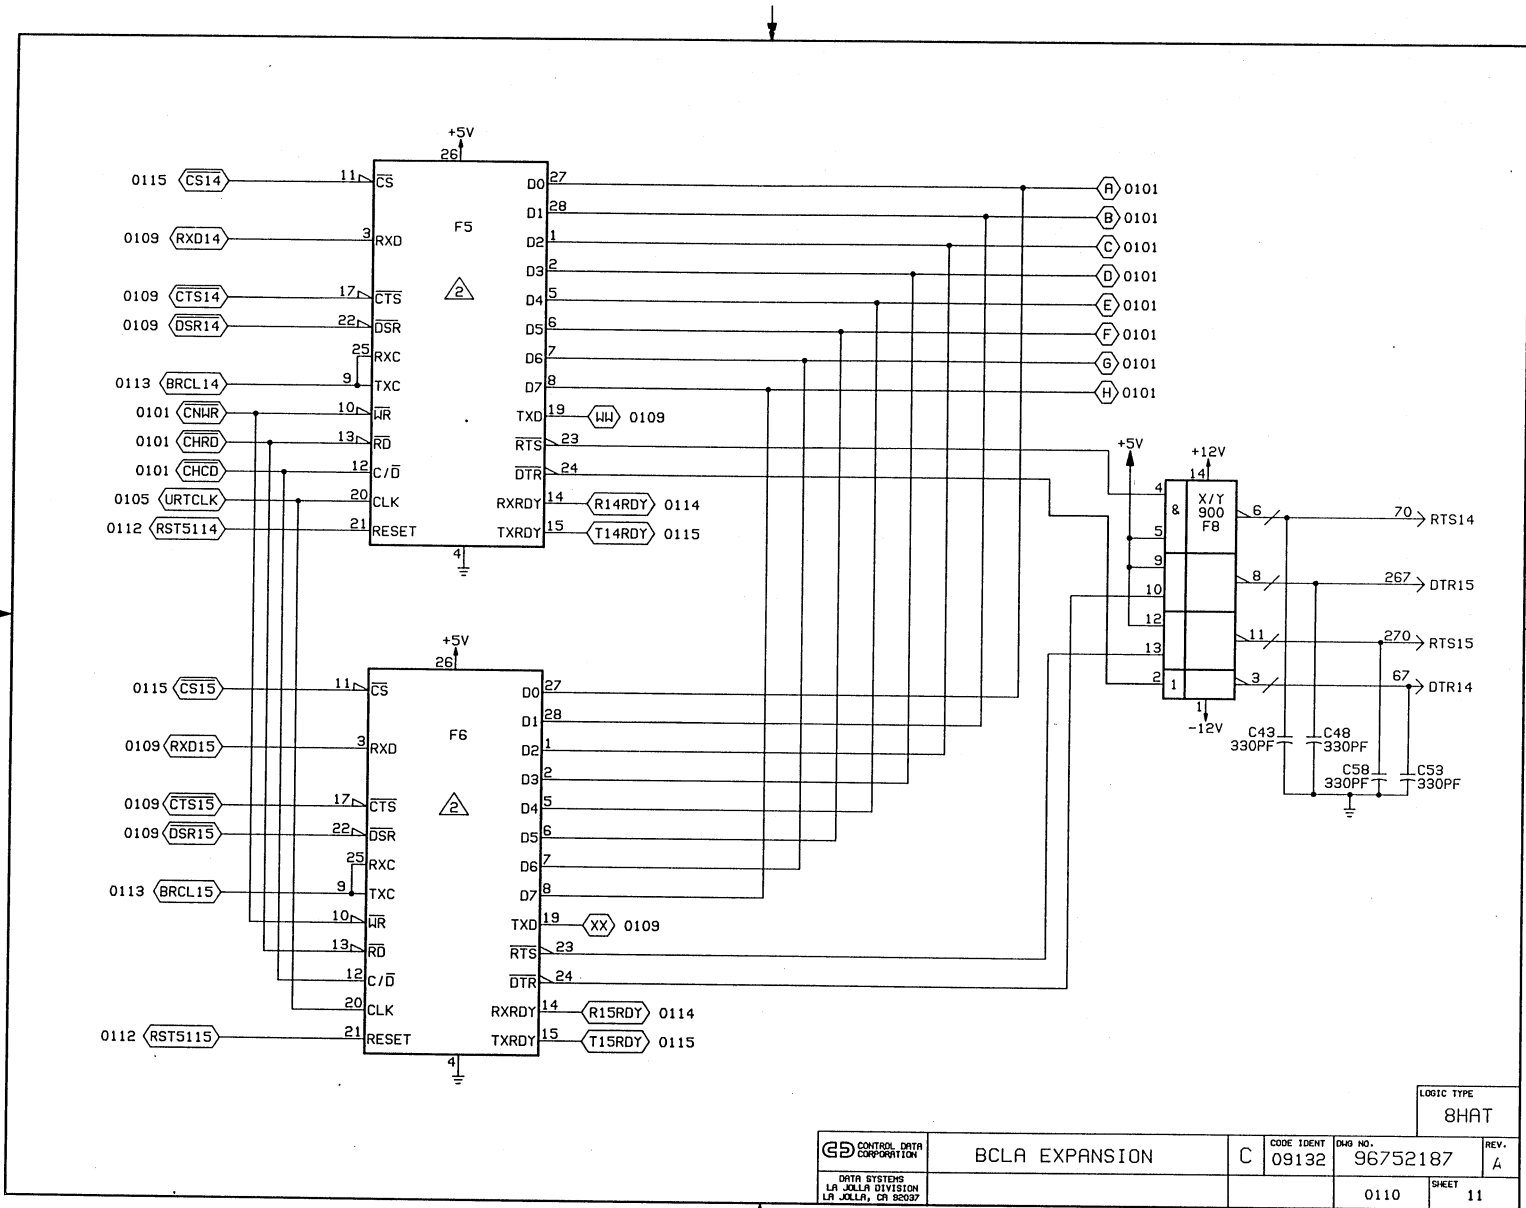 +5V
26
0115 CS14 11 CS D0 27 A 0101
D1 28 B 0101
F5
0109 RXD14 3 RXD D2 1 C 0101
D3 2 D 0101
2
0109 CTS14 17 CTS D4 5 E 0101
0109 DSR14 22 DSR D5 6 F 0101
25 RXC D6 7 G 0101
0113 BRCL14 9 TXC D7 8 H 0101
0101 CNWR 10 WR TXD 19 WW 0109
0101 CHRD 13 RD RTS 23
0101 CHCD 12 C/D DTR 24
0105 URTCLK 20 CLK RXRDY 14 R14RDY 0114
0112 RST5114 21 RESET TXRDY 15 T14RDY 0115
4
+5V +12V
14
4 & X/Y 900 F8 6 70 RTS14
5
9 8 267 DTR15
10
12 11 270 RTS15
13
2 1 3 67 DTR14
1
-12V
C43 330PF
C48 330PF
C58 330PF
C53 330PF
+5V
26
0115 CS15 11 CS D0 27
D1 28
F6
0109 RXD15 3 RXD D2 1
D3 2
2
0109 CTS15 17 CTS D4 5
0109 DSR15 22 DSR D5 6
25 RXC D6 7
0113 BRCL15 9 TXC D7 8
10 WR TXD 19 XX 0109
13 RD RTS 23
12 C/D DTR 24
20 CLK RXRDY 14 R15RDY 0114
0112 RST5115 21 RESET TXRDY 15 T15RDY 0115
4
LOGIC TYPE
8HAT
CONTROL DATA CORPORATION
BCLA EXPANSION
C
CODE IDENT
09132
DWG NO.
96752187
REV.
A
DATA SYSTEMS
LA JOLLA DIVISION
LA JOLLA, CA 92037
0110
SHEET 11